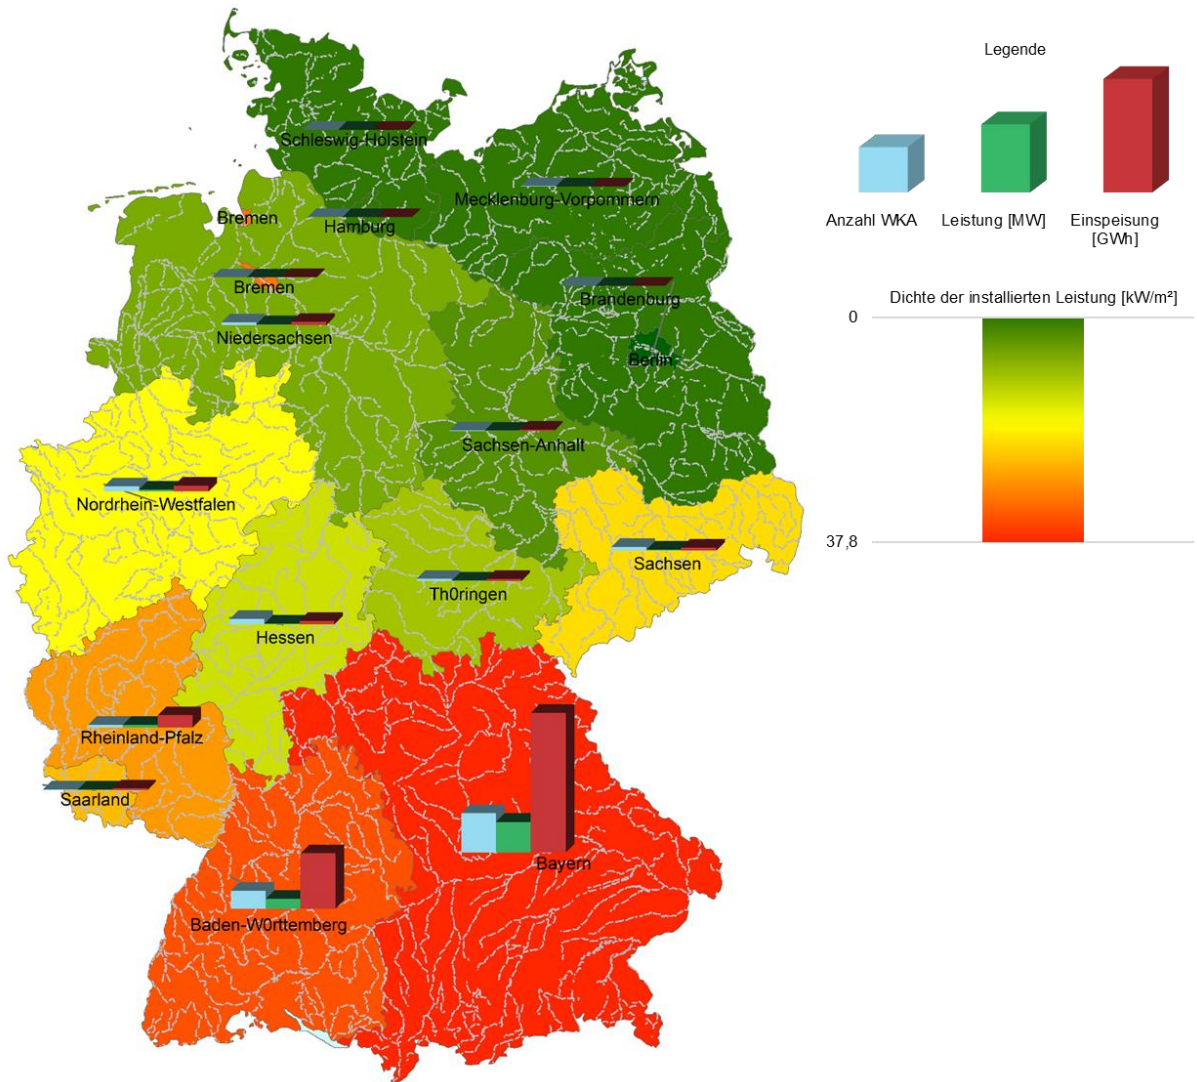 Legende
Anzahl WKA
Leistung [MW]
Einspeisung
[GWh]
Dichte der installierten Leistung [kW/m²]
0
37,8
Schleswig-Holstein
Mecklenburg-Vorpommern
Bremen
Hamburg
Bremen
Brandenburg
Niedersachsen
Berlin
Sachsen-Anhalt
Nordrhein-Westfalen
Sachsen
Th0ringen
Hessen
Rheinland-Pfalz
Saarland
Bayern
Baden-W0rttemberg